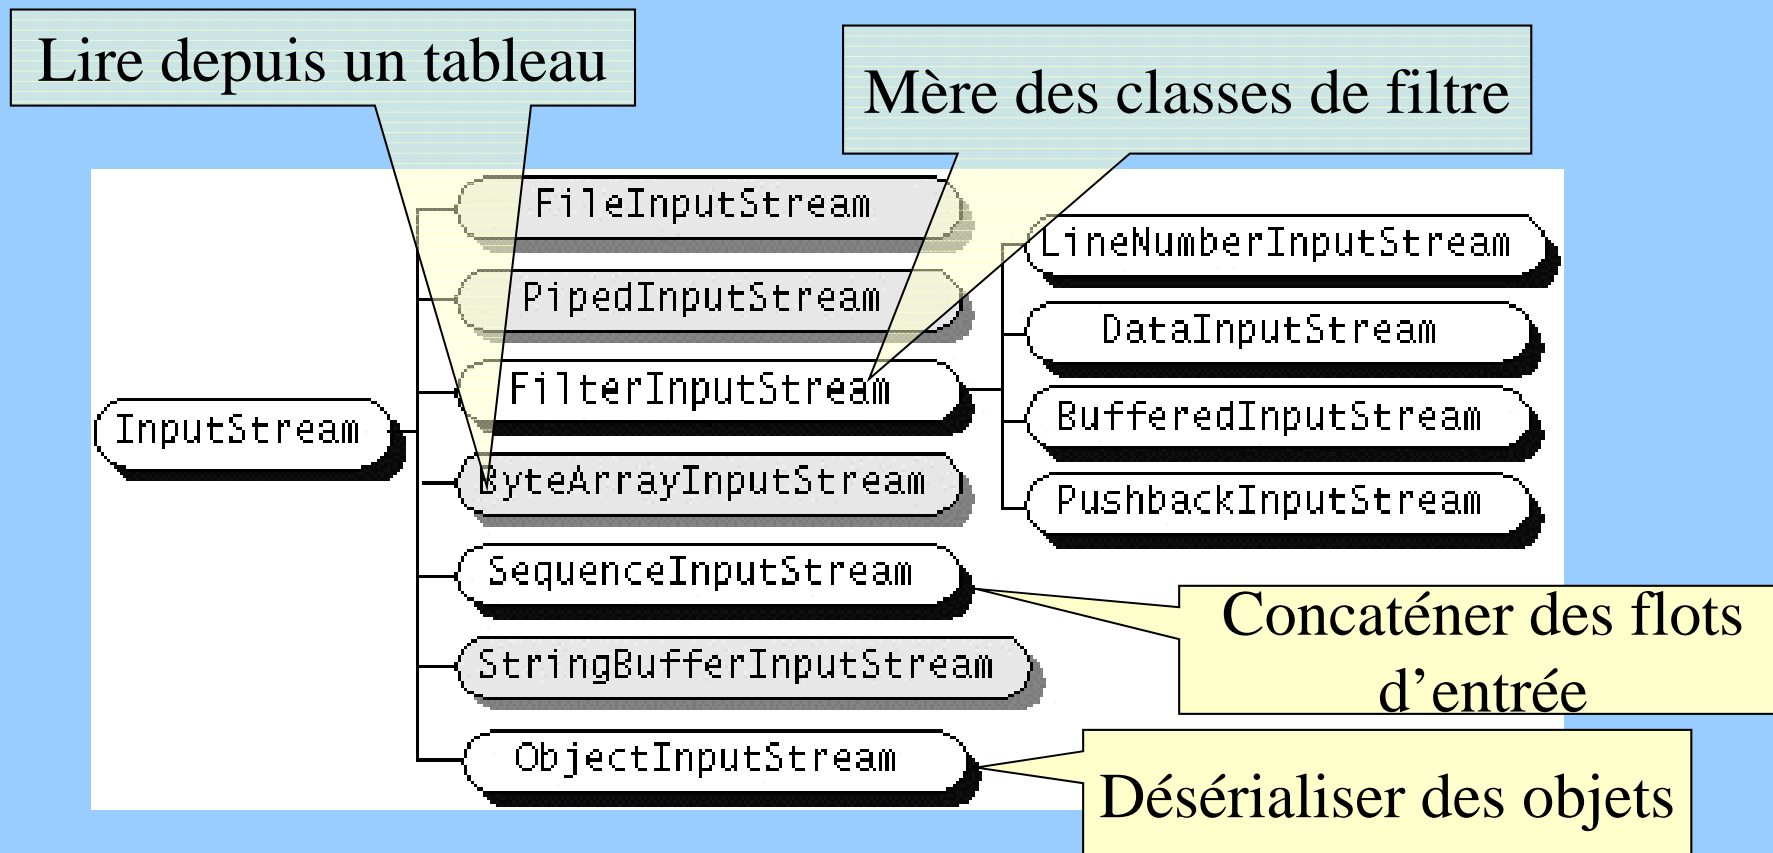 Lire depuis un tableau
Mère des classes de filtre
FileInputStream
PipedInputStream
FilterInputStream
InputStream
ByteArrayInputStream
SequenceInputStream
StringBufferInputStream
ObjectInputStream
LineNumberInputStream
DataInputStream
BufferedInputStream
PushbackInputStream
Concaténer des flots
d’entrée
Désérialiser des objets